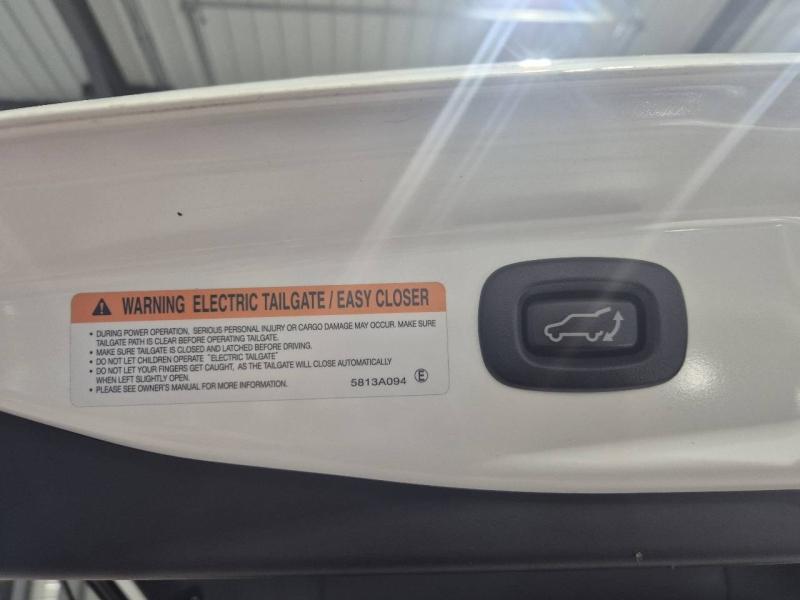 WARNING ELECTRIC TAILGATE / EASY CLOSER
• DURING POWER OPERATION, SERIOUS PERSONAL INJURY OR CARGO DAMAGE MAY OCCUR. MAKE SURE
TAILGATE PATH IS CLEAR BEFORE OPERATING TAILGATE.
• MAKE SURE TAILGATE IS CLOSED AND LATCHED BEFORE DRIVING.
• DO NOT LET CHILDREN OPERATE "ELECTRIC TAILGATE"
• DO NOT LET YOUR FINGERS GET CAUGHT, AS THE TAILGATE WILL CLOSE AUTOMATICALLY
WHEN LEFT SLIGHTLY OPEN.
• PLEASE SEE OWNER'S MANUAL FOR MORE INFORMATION. 5813A094 Ⓔ